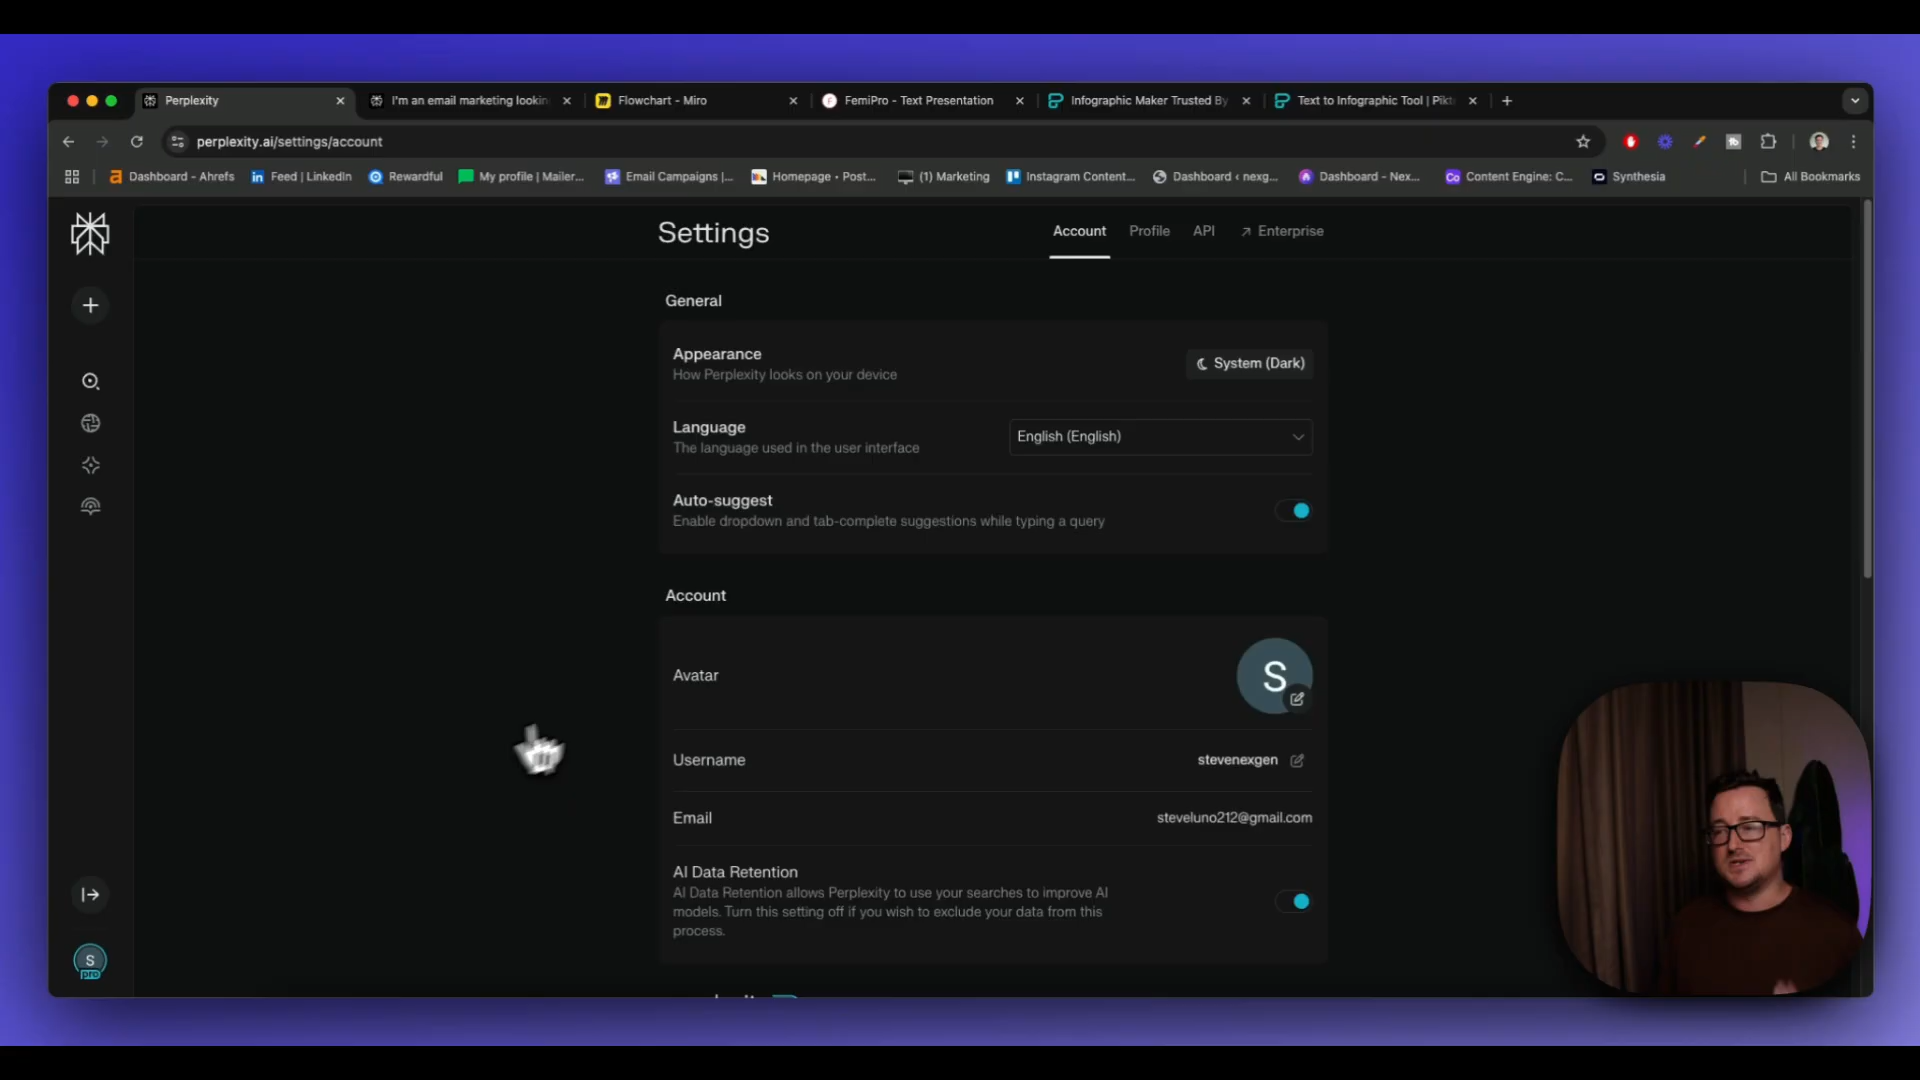 Perplexity
I'm an email marketing lookin
Flowchart - Miro
FemiPro - Text Presentation
Infographic Maker Trusted By
Text to Infographic Tool | Pikt
perplexity.ai/settings/account
Dashboard - Ahrefs
Feed | LinkedIn
Rewardful
My profile | Mailer...
Email Campaigns |...
Homepage • Post...
(1) Marketing
Instagram Content...
Dashboard ‹ nexg...
Dashboard - Nex...
Content Engine: C...
Synthesia
All Bookmarks
Settings
Account
Profile
API
Enterprise
General
Appearance
How Perplexity looks on your device
System (Dark)
Language
The language used in the user interface
English (English)
Auto-suggest
Enable dropdown and tab-complete suggestions while typing a query
Account
Avatar
S
Username
stevenexgen
Email
steveluno212@gmail.com
AI Data Retention
AI Data Retention allows Perplexity to use your searches to improve AI
models. Turn this setting off if you wish to exclude your data from this
process.
S
pro